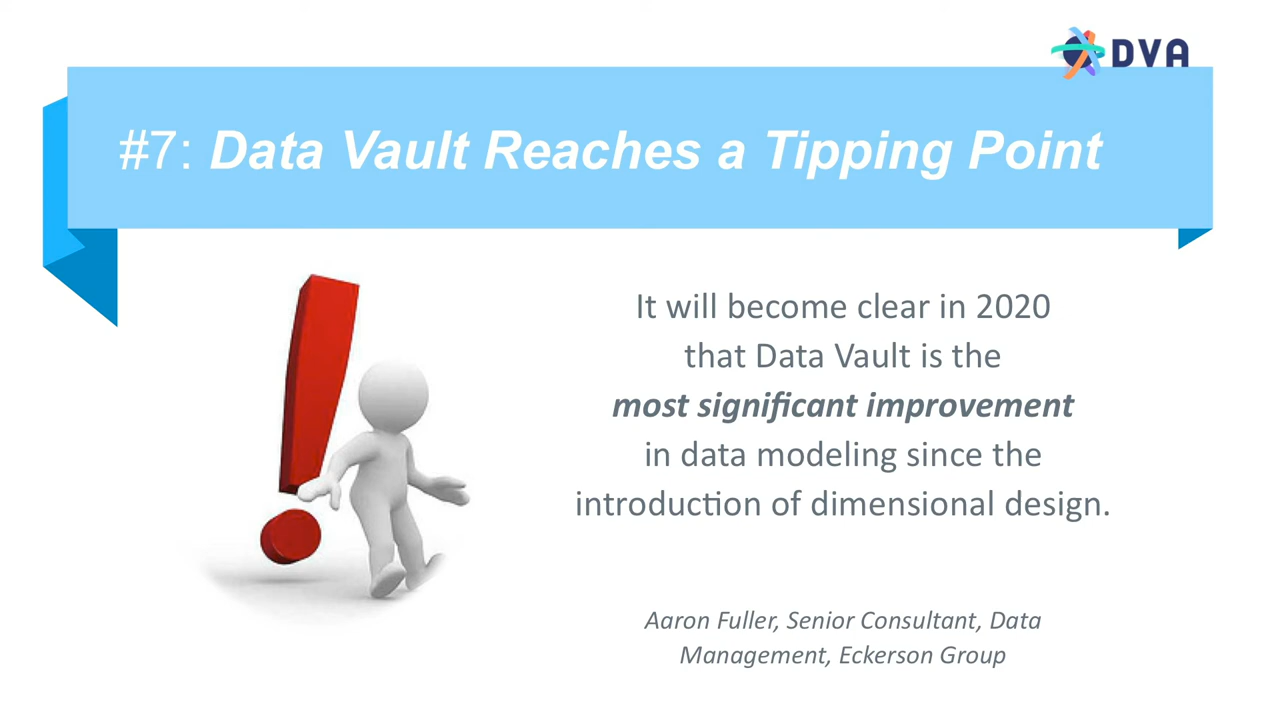 DVA
#7: Data Vault Reaches a Tipping Point
It will become clear in 2020
that Data Vault is the
most significant improvement
in data modeling since the
introduction of dimensional design.
Aaron Fuller, Senior Consultant, Data
Management, Eckerson Group